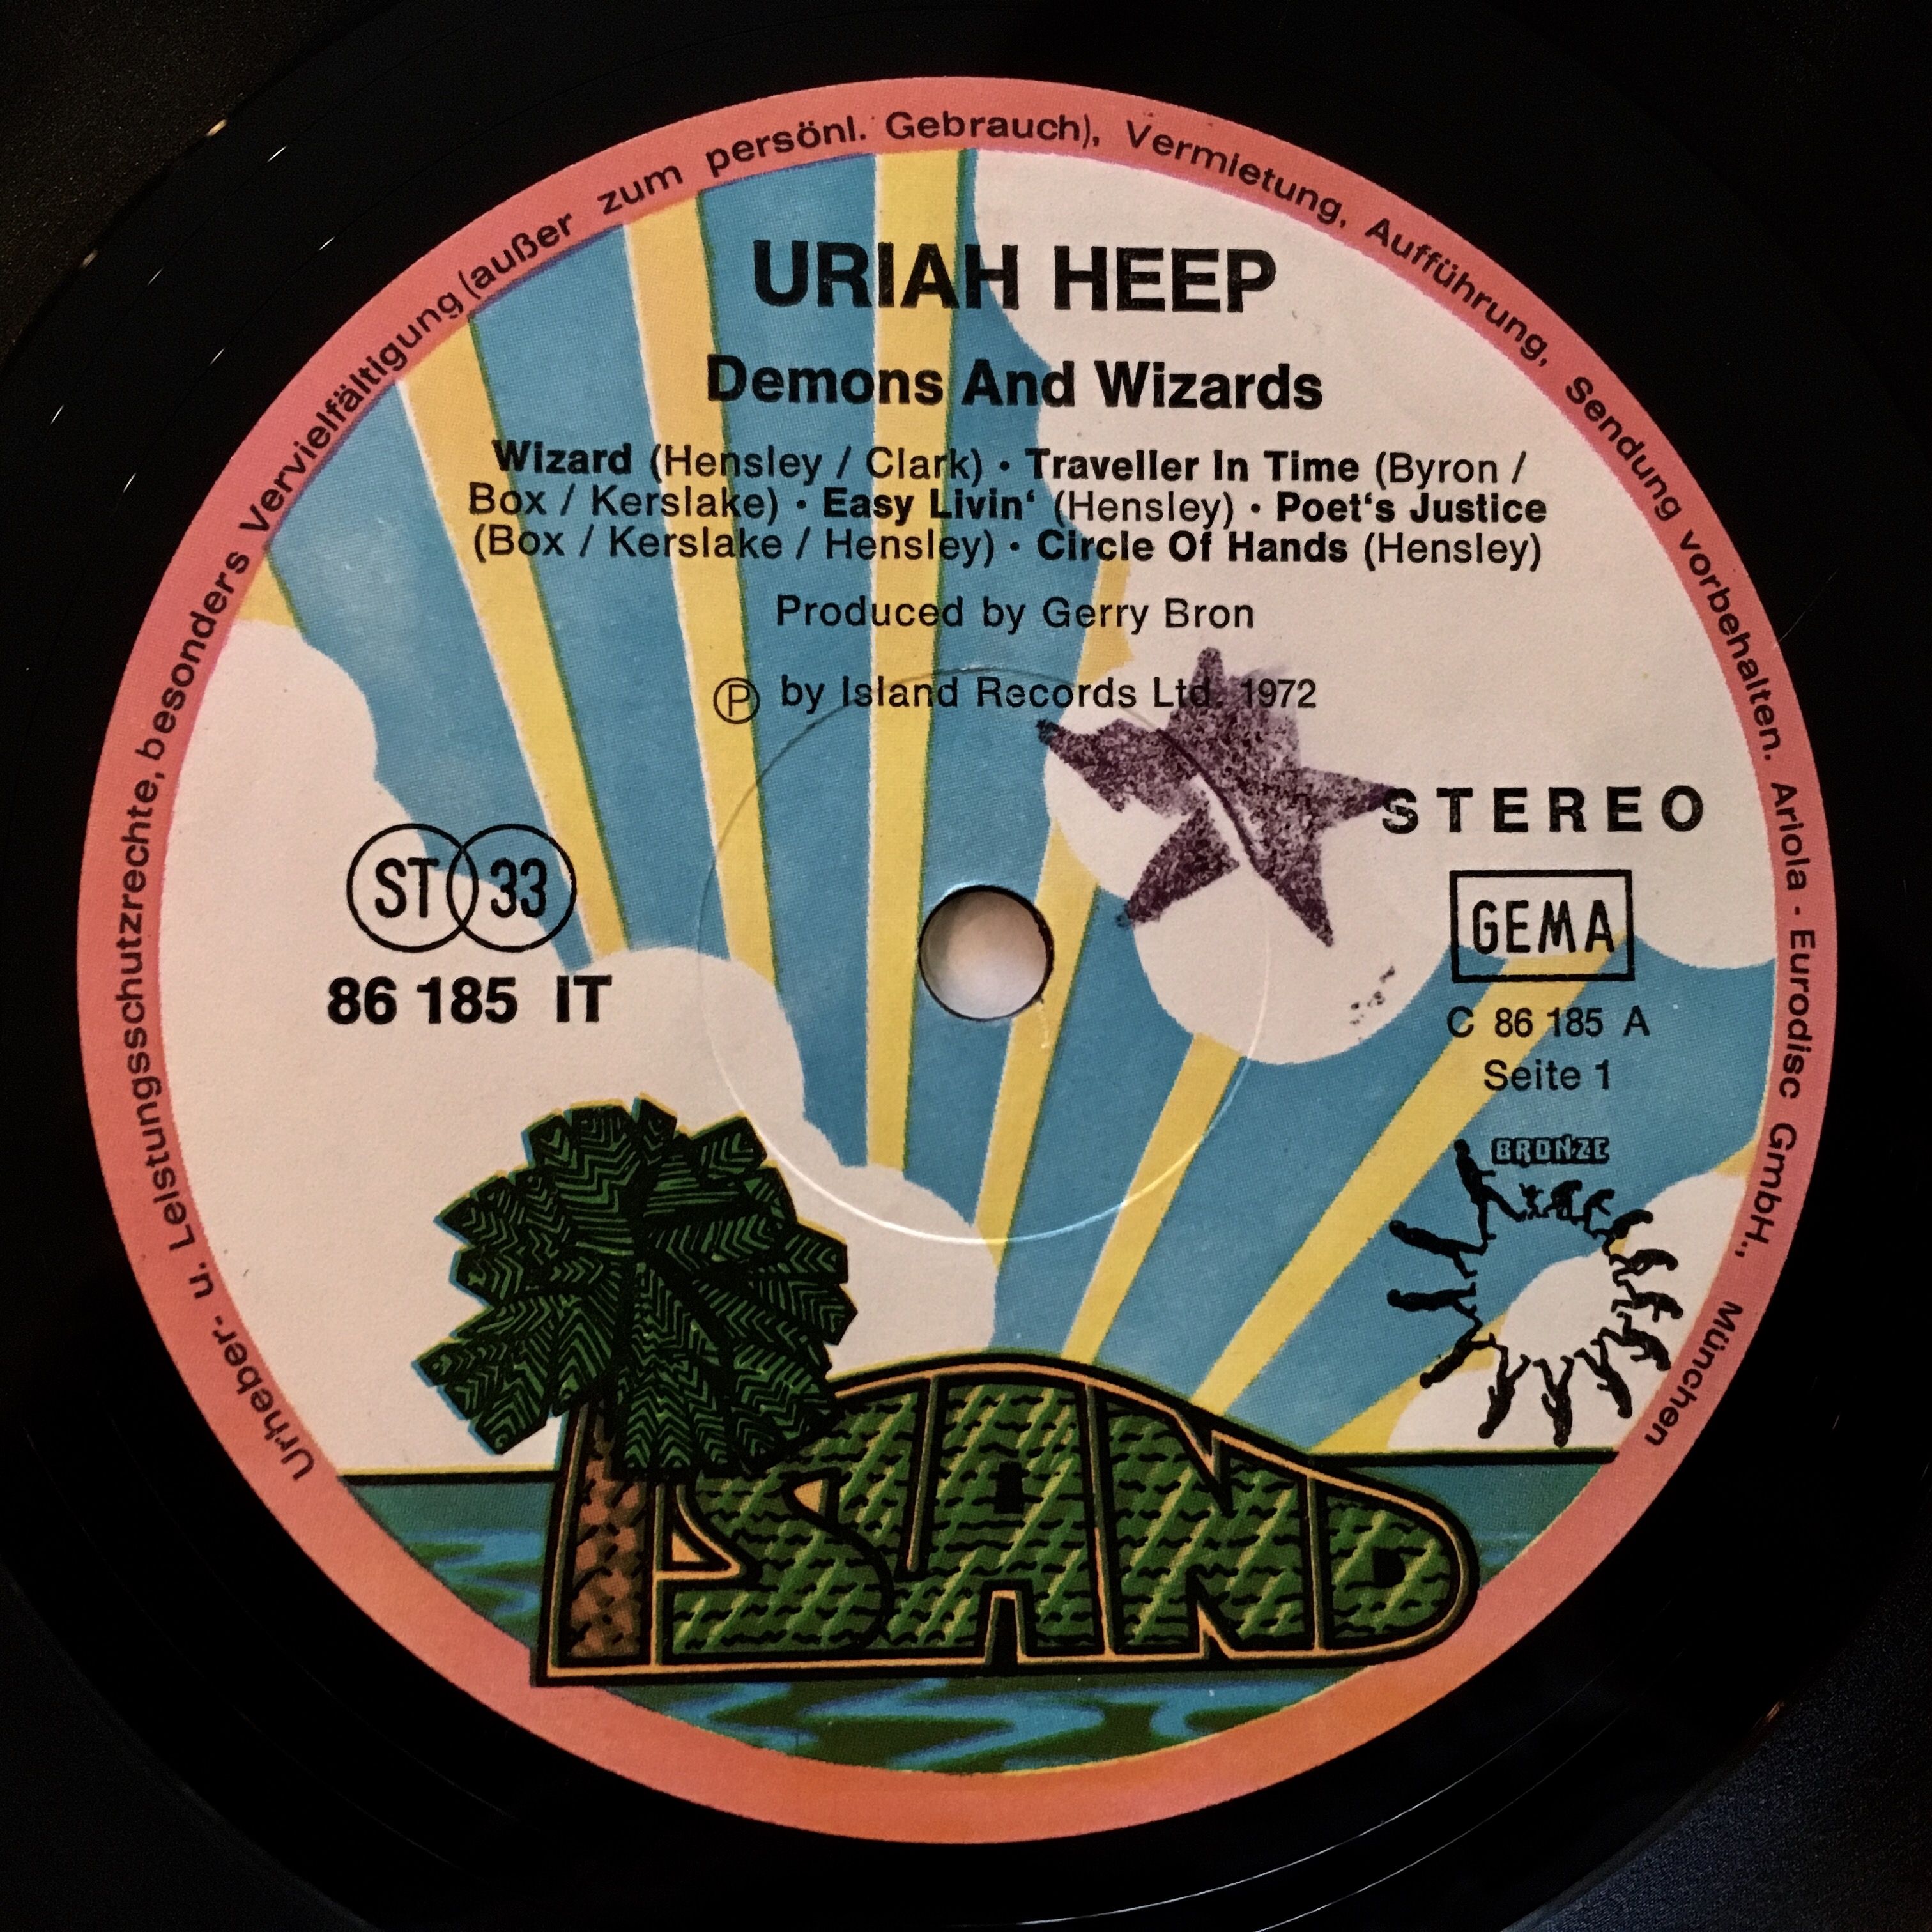 Urheber- u. Leistungsschutzrechte, besonders Vervielfältigung (außer zum persönl. Gebrauch), Vermietung, Aufführung, Sendung vorbehalten. Ariola - Eurodisc GmbH., München
URIAH HEEP
Demons And Wizards
Wizard (Hensley / Clark) · Traveller In Time (Byron /
Box / Kerslake) · Easy Livin‘ (Hensley) · Poet‘s Justice
(Box / Kerslake / Hensley) · Circle Of Hands (Hensley)
Produced by Gerry Bron
Ⓟ by Island Records Ltd. 1972
STEREO
ST 33
86 185 IT
GEMA
C 86 185 A
Seite 1
BRONZE
ISLAND